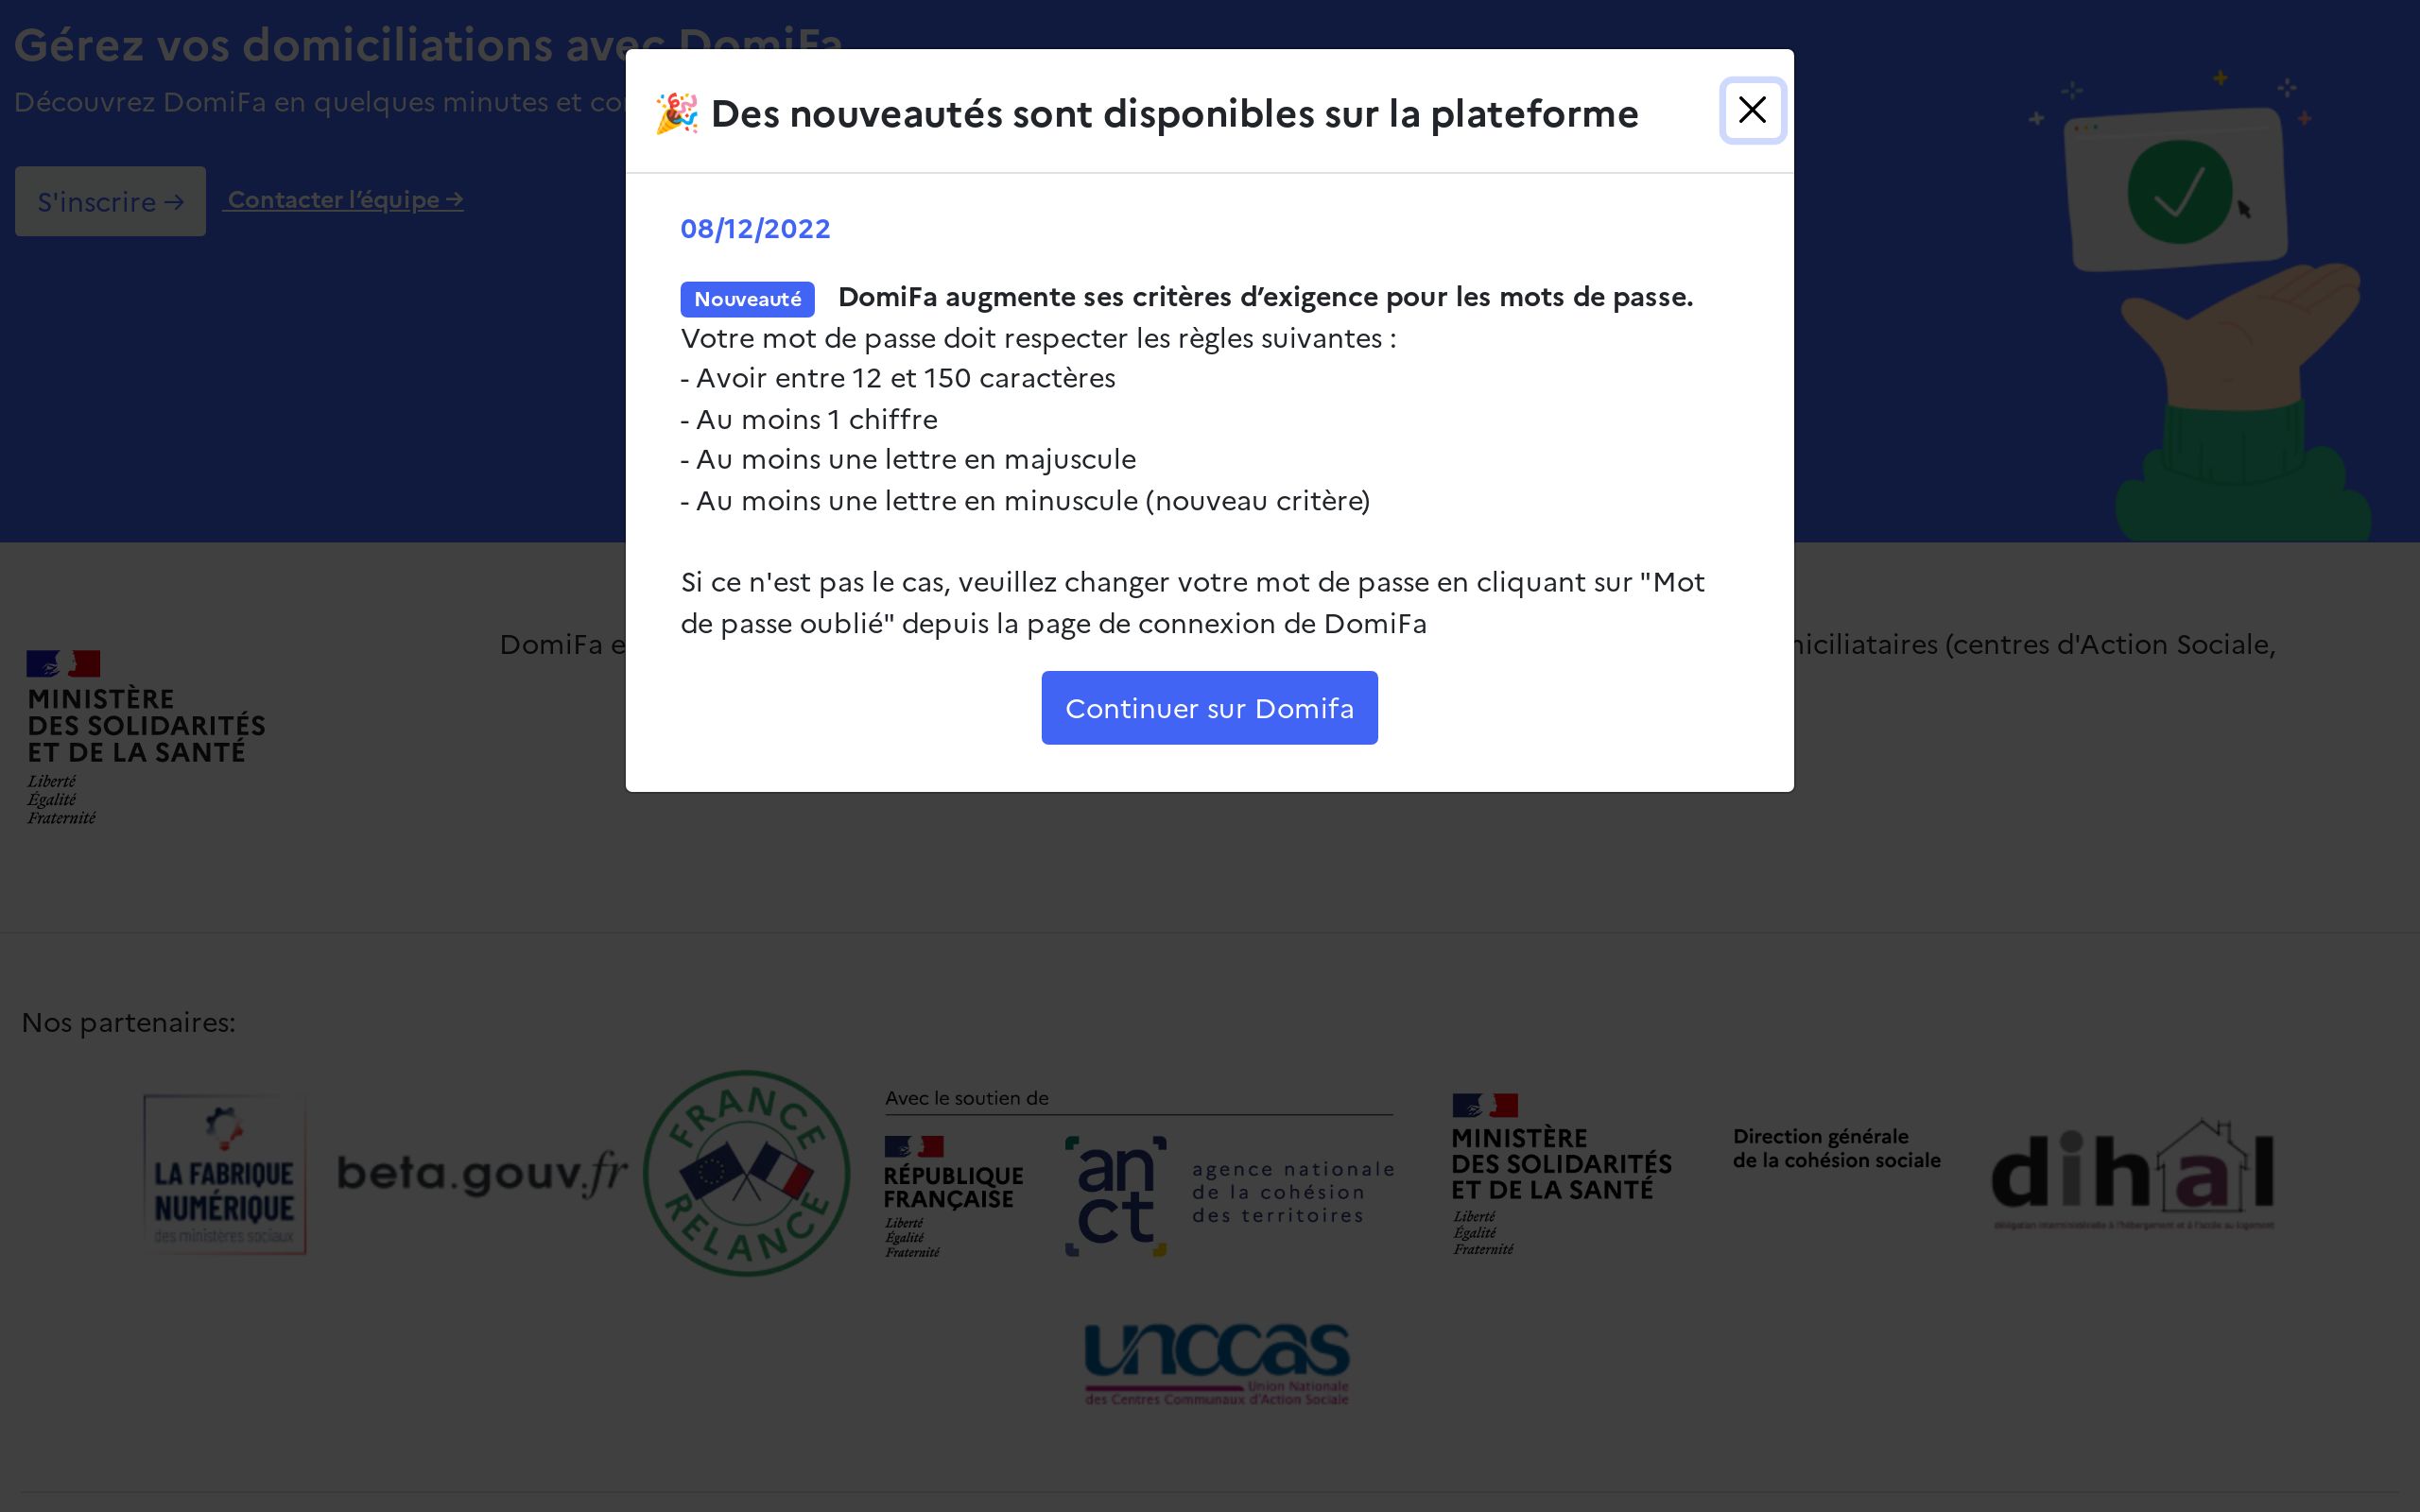 Gérez vos domiciliations avec DomiFa
Découvrez DomiFa en quelques minutes et
S'inscrire →
Contacter l’équipe →
🎉 Des nouveautés sont disponibles sur la plateforme
08/12/2022
Nouveauté DomiFa augmente ses critères d’exigence pour les mots de passe.
Votre mot de passe doit respecter les règles suivantes :
- Avoir entre 12 et 150 caractères
- Au moins 1 chiffre
- Au moins une lettre en majuscule
- Au moins une lettre en minuscule (nouveau critère)
Si ce n'est pas le cas, veuillez changer votre mot de passe en cliquant sur "Mot
de passe oublié" depuis la page de connexion de DomiFa
Continuer sur Domifa
DomiFa
(centres d'Action Sociale,
MINISTÈRE
DES SOLIDARITÉS
ET DE LA SANTÉ
Liberté
Égalité
Fraternité
Nos partenaires:
LA FABRIQUE
NUMÉRIQUE
des ministères sociaux
beta.gouv.fr
FRANCE
RELANCE
Avec le soutien de
RÉPUBLIQUE
FRANÇAISE
Liberté
Égalité
Fraternité
anct
agence nationale
de la cohésion
des territoires
MINISTÈRE
DES SOLIDARITÉS
ET DE LA SANTÉ
Liberté
Égalité
Fraternité
Direction générale
de la cohésion sociale
dihal
délégation interministérielle à l'hébergement et à l'accès au logement
unccas
Union Nationale
des Centres Communaux d'Action Sociale